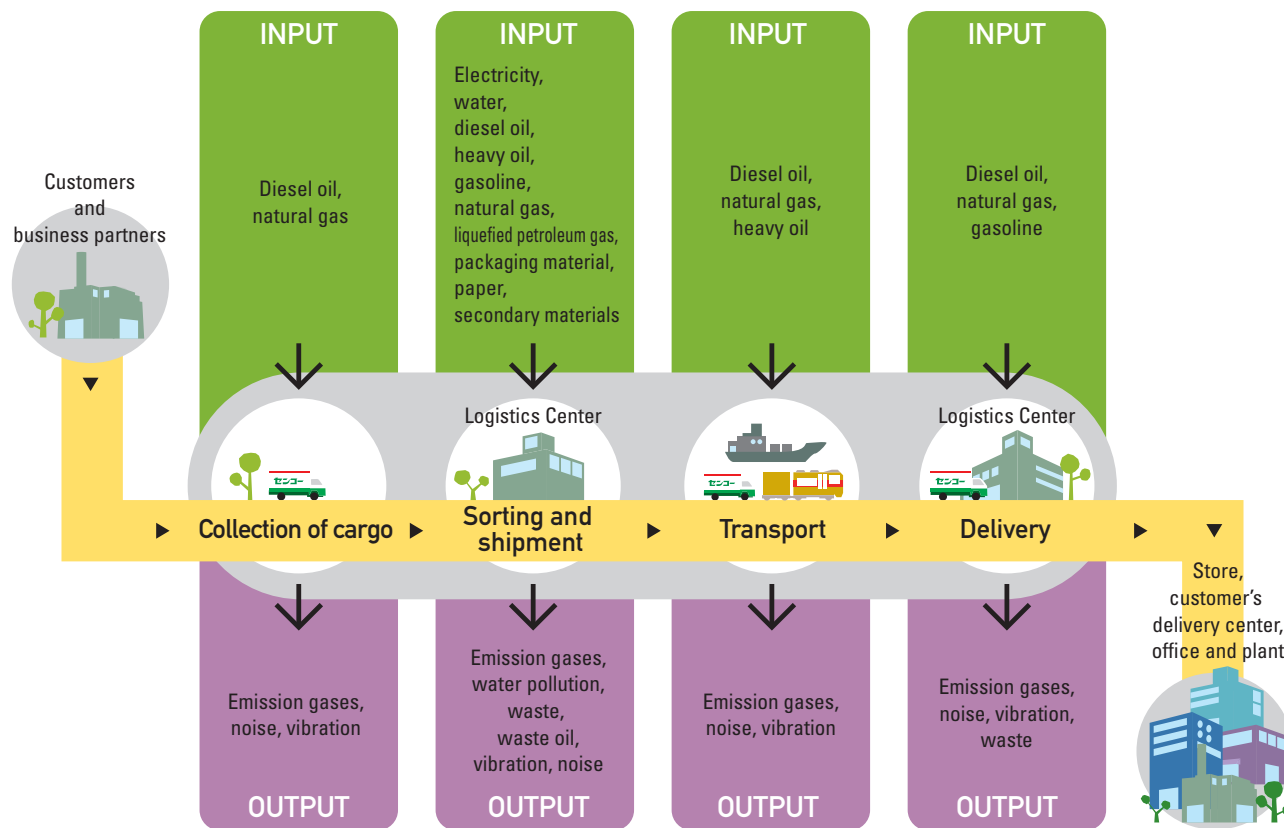 INPUT
INPUT
INPUT
INPUT
Customers
and
business partners
Diesel oil,
natural gas
Electricity,
water,
diesel oil,
heavy oil,
gasoline,
natural gas,
liquefied petroleum gas,
packaging material,
paper,
secondary materials
Diesel oil,
natural gas,
heavy oil
Diesel oil,
natural gas,
gasoline
センコー
Logistics Center
センコー
Logistics Center
センコー
Collection of cargo
Sorting and
shipment
Transport
Delivery
Emission gases,
noise, vibration
Emission gases,
water pollution,
waste,
waste oil,
vibration, noise
Emission gases,
noise, vibration
Emission gases,
noise, vibration,
waste
Store,
customer’s
delivery center,
office and plant
OUTPUT
OUTPUT
OUTPUT
OUTPUT